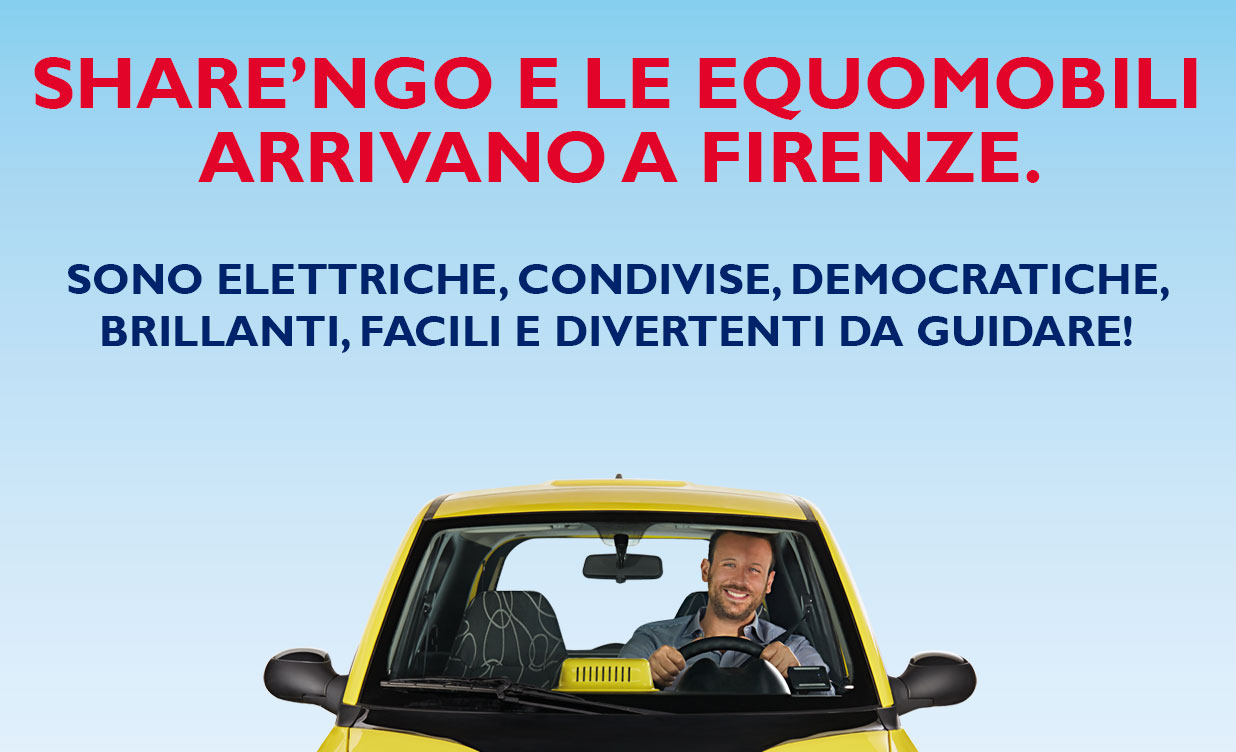 SHARE’NGO E LE EQUOMOBILI
ARRIVANO A FIRENZE.
SONO ELETTRICHE, CONDIVISE, DEMOCRATICHE,
BRILLANTI, FACILI E DIVERTENTI DA GUIDARE!